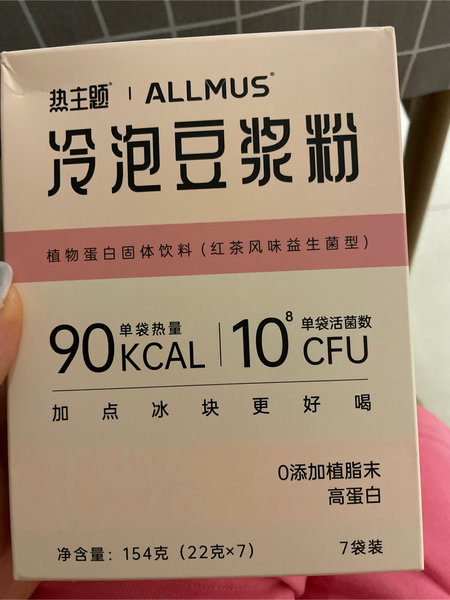 热主题® | ALLMUS®
冷泡豆浆粉
植物蛋白固体饮料(红茶风味益生菌型)
90 单袋热量 KCAL | 10⁸ 单袋活菌数 CFU
加点冰块更好喝
0添加植脂末
高蛋白
净含量：154克(22克×7) 7袋装